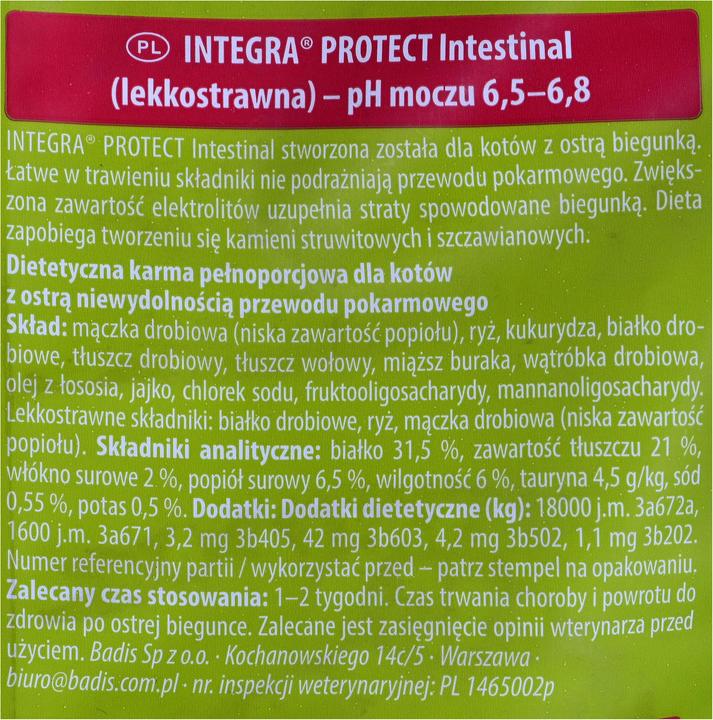 PL INTEGRA® PROTECT Intestinal
(lekkostrawna) – pH moczu 6,5–6,8
INTEGRA® PROTECT Intestinal stworzona została dla kotów z ostrą biegunką.
Łatwe w trawieniu składniki nie podrażniają przewodu pokarmowego. Zwięks-
zona zawartość elektrolitów uzupełnia straty spowodowane biegunką. Dieta
zapobiega tworzeniu się kamieni struwitowych i szczawianowych.
Dietetyczna karma pełnoporcjowa dla kotów
z ostrą niewydolnością przewodu pokarmowego
Skład: mączka drobiowa (niska zawartość popiołu), ryż, kukurydza, białko dro-
biowe, tłuszcz drobiowy, tłuszcz wołowy, miąższ buraka, wątróbka drobiowa,
olej z łososia, jajko, chlorek sodu, fruktooligosacharydy, mannanoligosacharydy.
Lekkostrawne składniki: białko drobiowe, ryż, mączka drobiowa (niska zawartość
popiołu). Składniki analityczne: białko 31,5 %, zawartość tłuszczu 21 %,
włókno surowe 2 %, popiół surowy 6,5 %, wilgotność 6 %, tauryna 4,5 g/kg, sód
0,55 %, potas 0,5 %. Dodatki: Dodatki dietetyczne (kg): 18000 j.m. 3a672a,
1600 j.m. 3a671, 3,2 mg 3b405, 42 mg 3b603, 4,2 mg 3b502, 1,1 mg 3b202.
Numer referencyjny partii / wykorzystać przed – patrz stempel na opakowaniu.
Zalecany czas stosowania: 1–2 tygodni. Czas trwania choroby i powrotu do
zdrowia po ostrej biegunce. Zalecane jest zasięgnięcie opinii wterynarza przed
użyciem. Badis Sp z o.o. · Kochanowskiego 14c/5 · Warszawa ·
biuro@badis.com.pl · nr. inspekcji weterynaryjnej: PL 1465002p